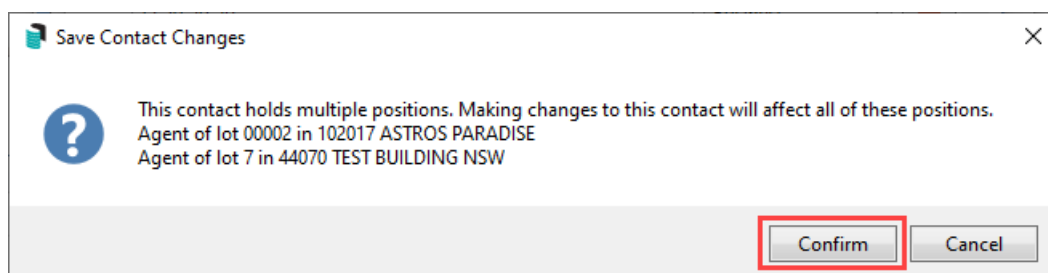 Save Contact Changes
This contact holds multiple positions. Making changes to this contact will affect all of these positions.
Agent of lot 00002 in 102017 ASTROS PARADISE
Agent of lot 7 in 44070 TEST BUILDING NSW
Confirm
Cancel